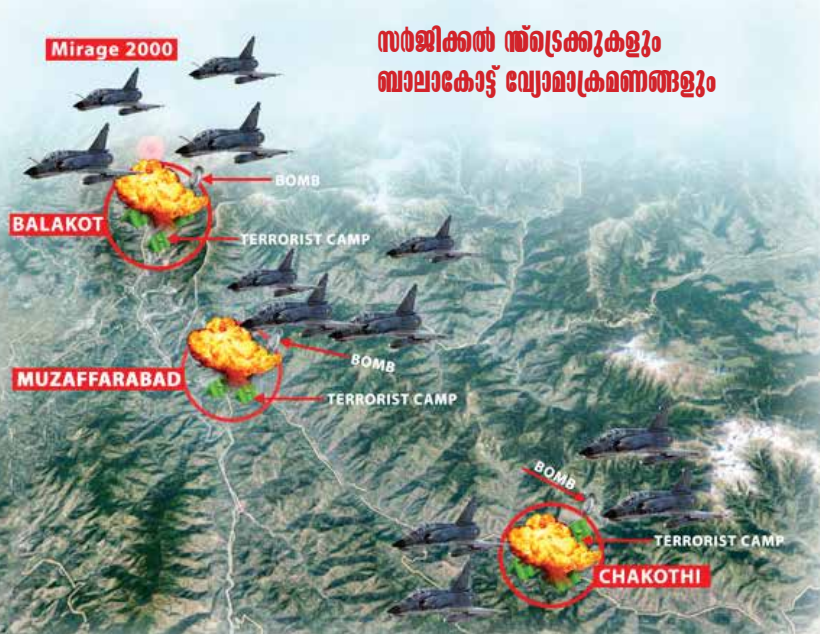 Mirage 2000
സർജിക്കൽ സ്ട്രൈക്കുകളും
ബാലാകോട്ട് വ്യോമാക്രമണങ്ങളും
BOMB
BALAKOT
TERRORIST CAMP
BOMB
MUZAFFARABAD
TERRORIST CAMP
BOMB
TERRORIST CAMP
CHAKOTHI